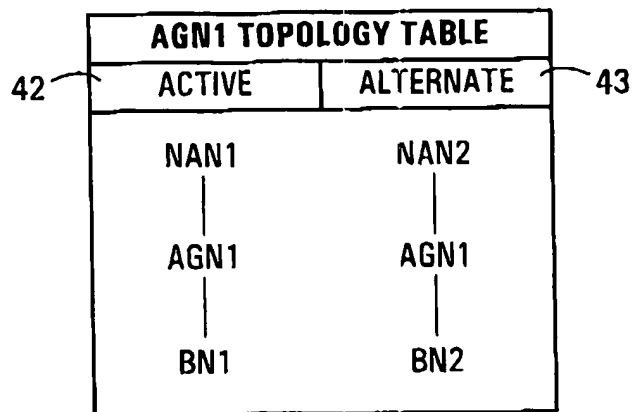 AGN1 TOPOLOGY TABLE
42 ACTIVE ALTERNATE 43
NAN1 NAN2
AGN1 AGN1
BN1 BN2